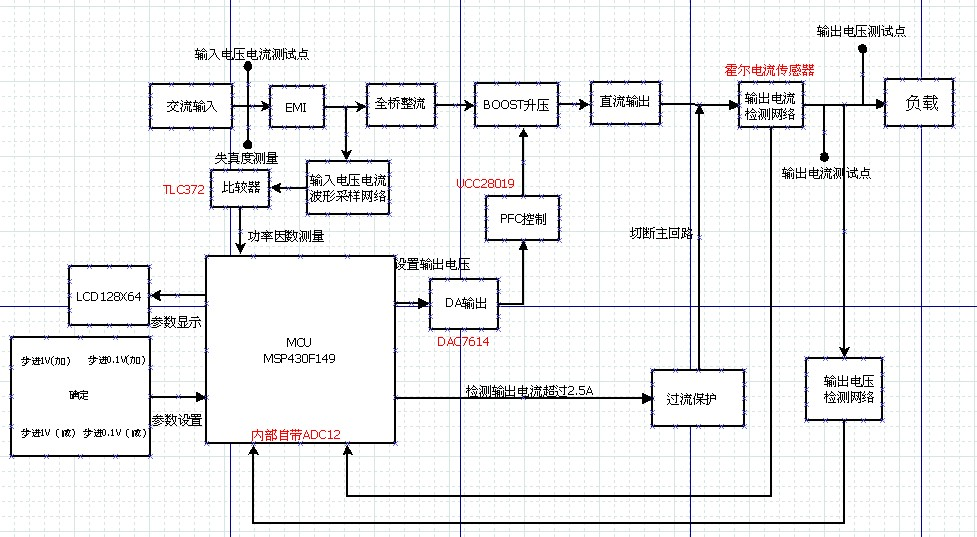 输出电压测试点
输入电压电流测试点
霍尔电流传感器
交流输入
EMI
全桥整流
BOOST升压
直流输出
输出电流
检测网络
负载
失真度测量
输出电流测试点
TLC372
比较器
输入电压电流
波形采样网络
UCC28019
PFC控制
功率因数测量
切断主回路
设置输出电压
LCD128X64
DA输出
参数显示
DAC7614
MCU
MSP430F149
步进1V(加) 步进0.1V(加)
确定
步进1V（减） 步进0.1V（减）
参数设置
检测输出电流超过2.5A
过流保护
输出电压
检测网络
内部自带ADC12